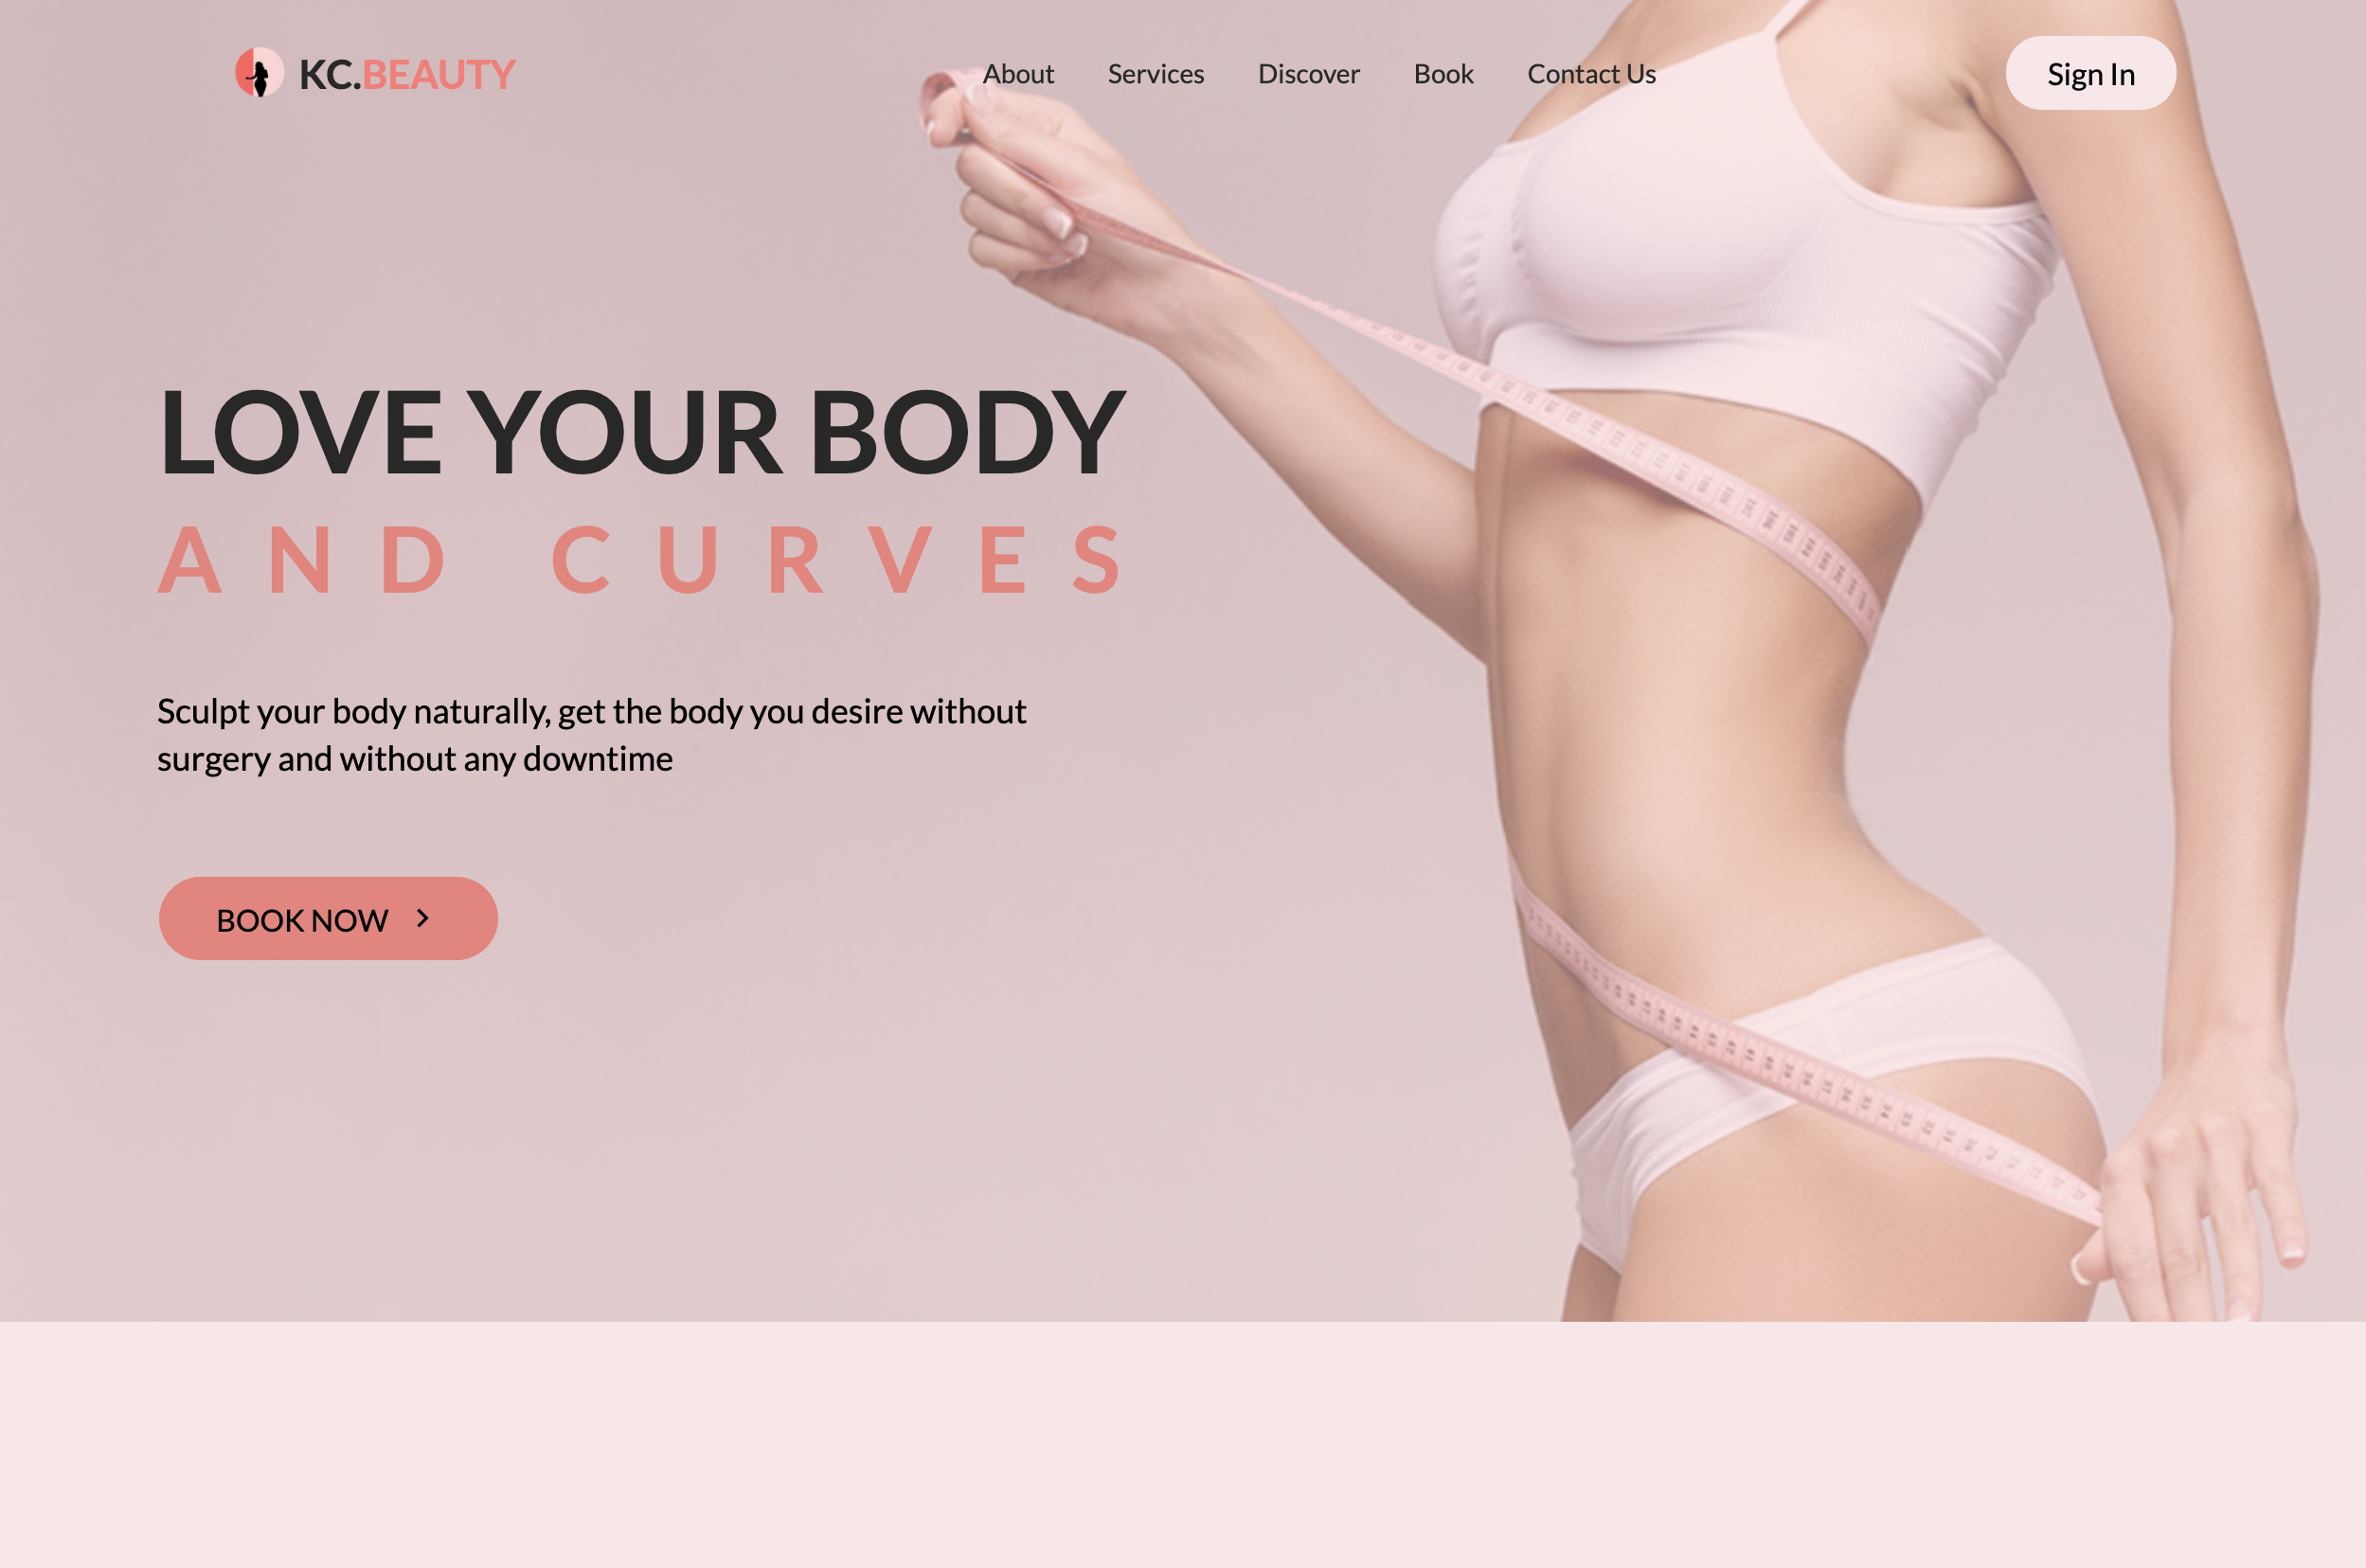 KC.BEAUTY
About Services Discover Book Contact Us
Sign In
LOVE YOUR BODY
AND CURVES
Sculpt your body naturally, get the body you desire without
surgery and without any downtime
BOOK NOW